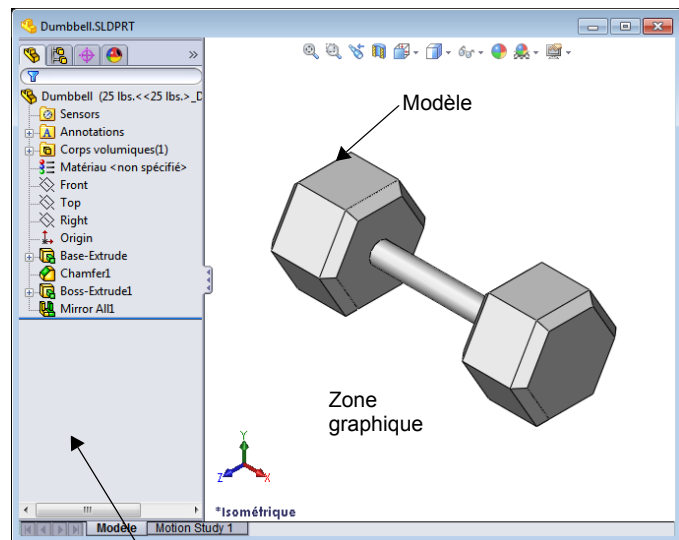 Dumbbell.SLDPRT
Dumbbell (25 lbs.<<25 lbs.>_D
Sensors
A Annotations
Corps volumiques(1)
Matériau <non spécifié>
Front
Top
Right
Origin
Base-Extrude
Chamfer1
Boss-Extrude1
Mirror All1
Modèle
Zone
graphique
Y
Z X
*Isométrique
Modèle Motion Study 1